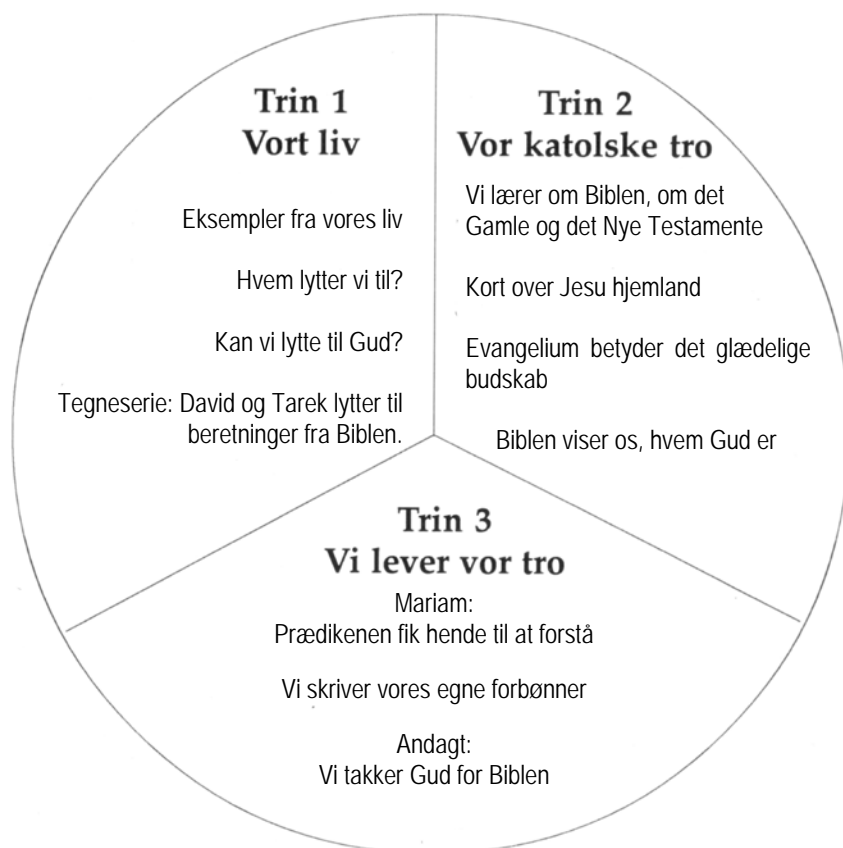 Trin 1
Vort liv
Eksempler fra vores liv
Hvem lytter vi til?
Kan vi lytte til Gud?
Tegneserie: David og Tarek lytter til
beretninger fra Biblen.
Trin 2
Vor katolske tro
Vi lærer om Biblen, om det
Gamle og det Nye Testamente
Kort over Jesu hjemland
Evangelium betyder det glædelige
budskab
Biblen viser os, hvem Gud er
Trin 3
Vi lever vor tro
Mariam:
Prædikenen fik hende til at forstå
Vi skriver vores egne forbønner
Andagt:
Vi takker Gud for Biblen